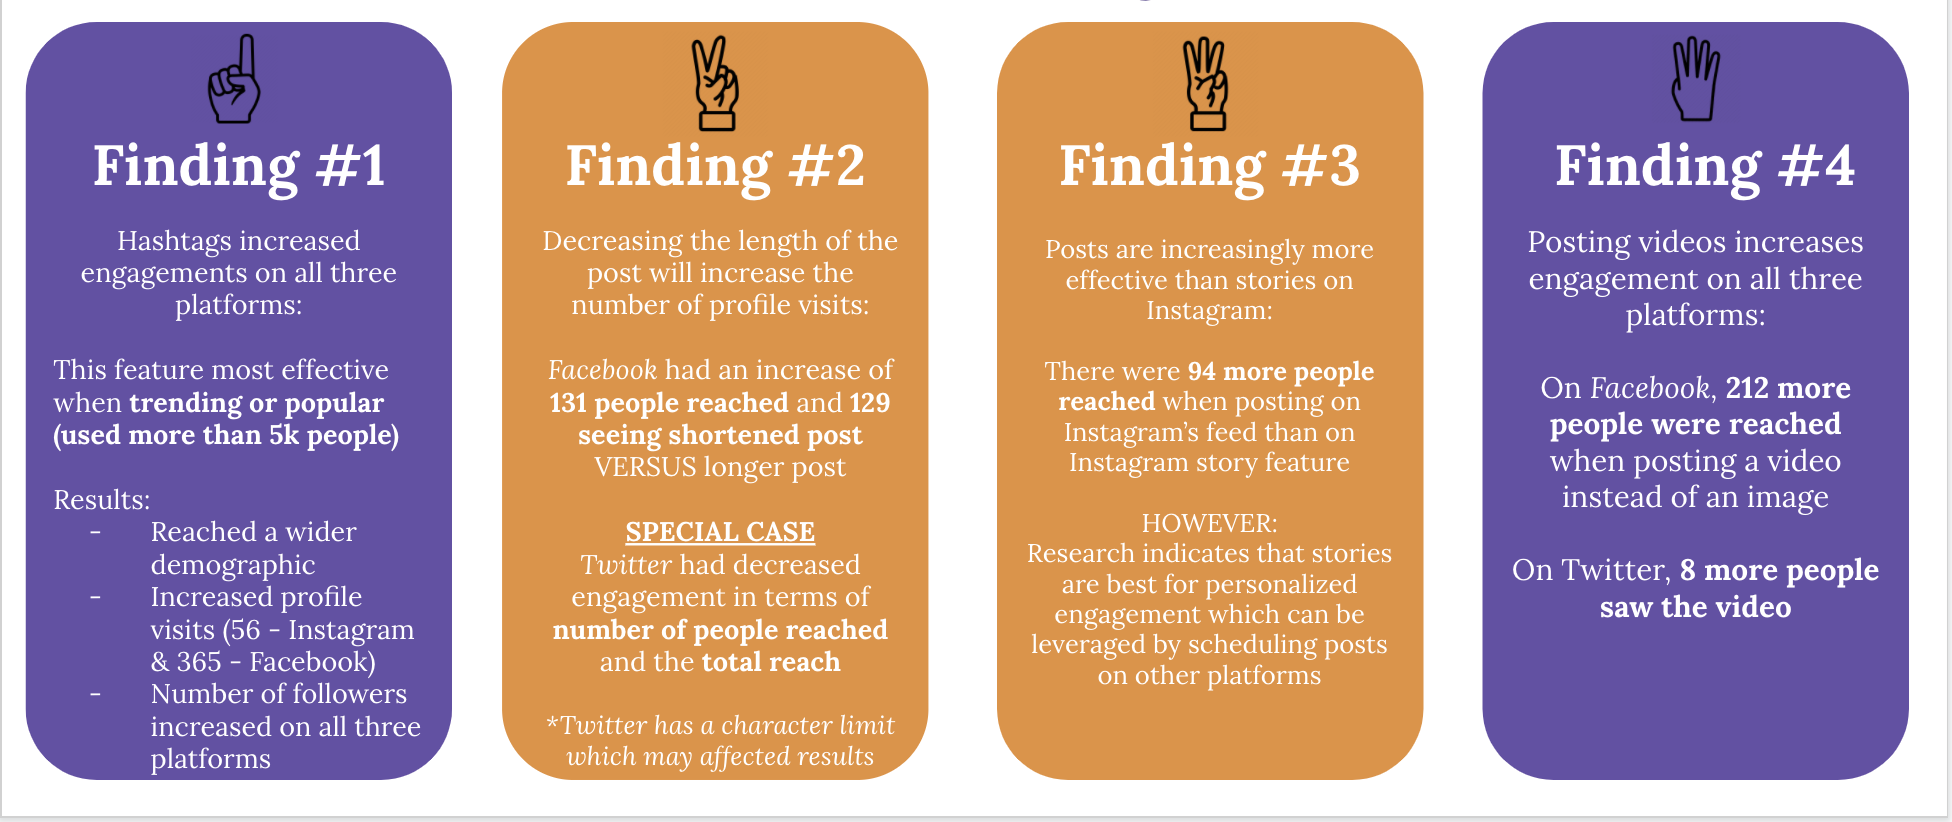 Finding #1
Hashtags increased
engagements on all three
platforms:
This feature most effective
when trending or popular
(used more than 5k people)
Results:
- Reached a wider
demographic
- Increased profile
visits (56 - Instagram
& 365 - Facebook)
- Number of followers
increased on all three
platforms
Finding #2
Decreasing the length of the
post will increase the
number of profile visits:
Facebook had an increase of
131 people reached and 129
seeing shortened post
VERSUS longer post
SPECIAL CASE
Twitter had decreased
engagement in terms of
number of people reached
and the total reach
*Twitter has a character limit
which may affected results
Finding #3
Posts are increasingly more
effective than stories on
Instagram:
There were 94 more people
reached when posting on
Instagram's feed than on
Instagram story feature
HOWEVER:
Research indicates that stories
are best for personalized
engagement which can be
leveraged by scheduling posts
on other platforms
Finding #4
Posting videos increases
engagement on all three
platforms:
On Facebook, 212 more
people were reached
when posting a video
instead of an image
On Twitter, 8 more people
saw the video